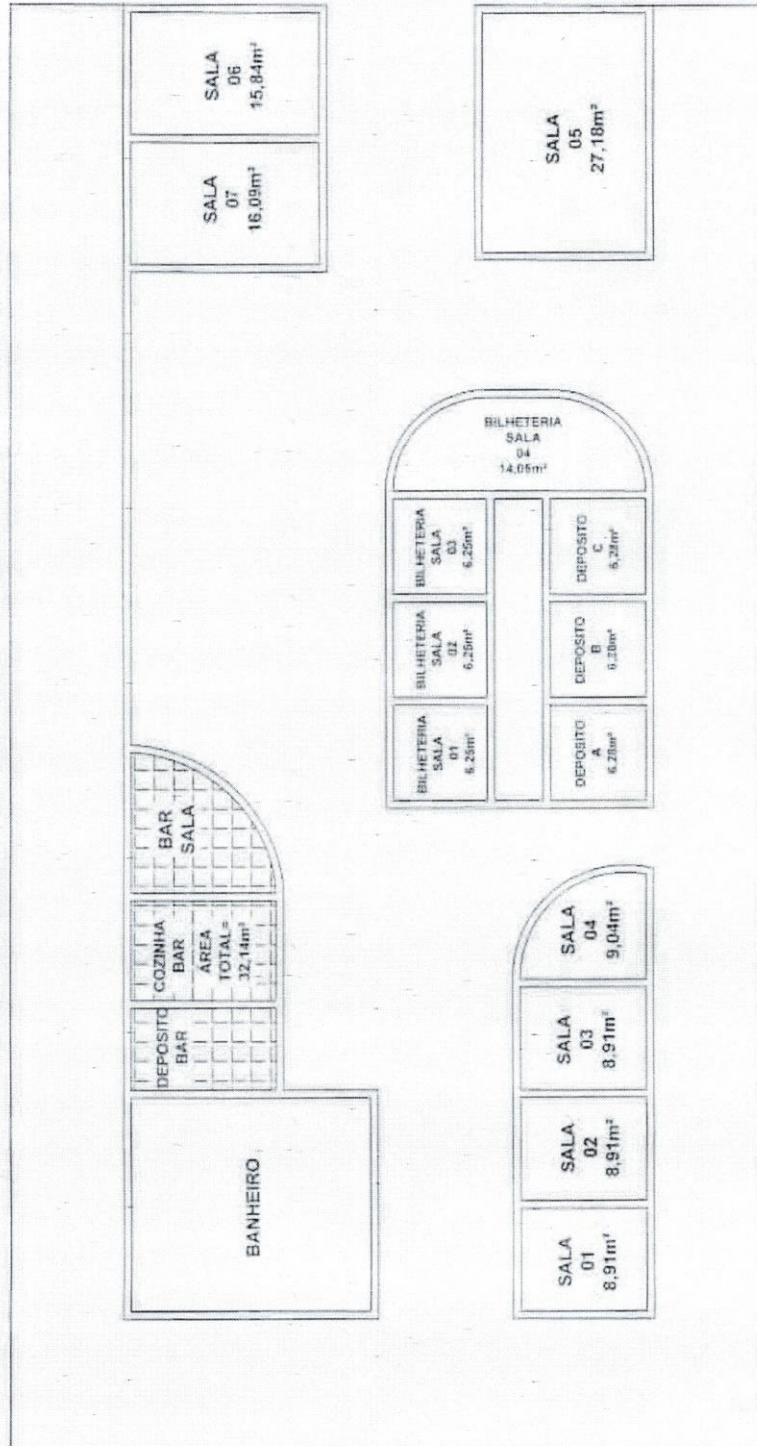 SALA
06
15,84m²
SALA
07
16,09m²
SALA
05
27,18m²
BILHETERIA
SALA
04
14,05m²
BILHETERIA
SALA
03
6,25m²
BILHETERIA
SALA
02
6,25m²
BILHETERIA
SALA
01
6,25m²
DEPOSITO
C
6,28m²
DEPOSITO
B
6,28m²
DEPOSITO
A
6,28m²
BAR
SALA
COZINHA
BAR
ÁREA
TOTAL=
32,14m²
DEPOSITO
BAR
BANHEIRO
SALA
04
9,04m²
SALA
03
8,91m²
SALA
02
8,91m²
SALA
01
8,91m²